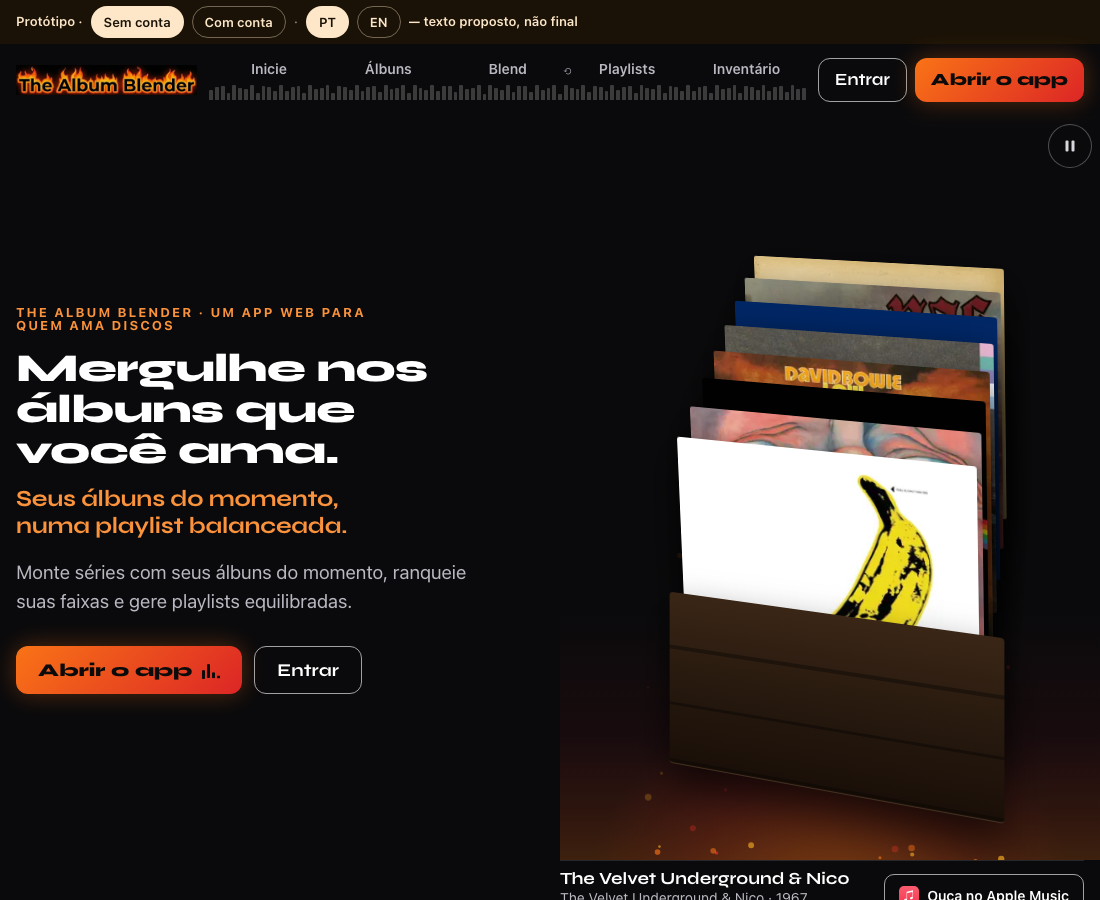 Protótipo · Sem conta Com conta · PT EN — texto proposto, não final
The Album Blender Inicie Álbuns Blend Playlists Inventário Entrar Abrir o app
DAVID BOWIE
LOW
THE ALBUM BLENDER · UM APP WEB PARA
QUEM AMA DISCOS
Mergulhe nos
álbuns que
você ama.
Seus álbuns do momento,
numa playlist balanceada.
Monte séries com seus álbuns do momento, ranqueie
suas faixas e gere playlists equilibradas.
Abrir o app Entrar
The Velvet Underground & Nico
The Velvet Underground & Nico · 1967
Ouça no Apple Music